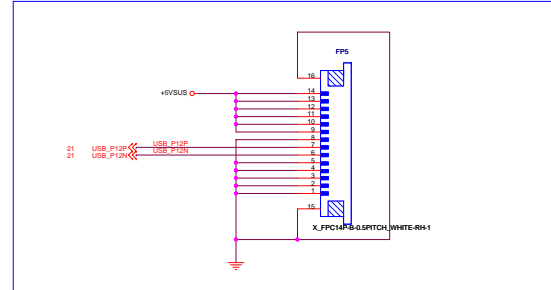 FP5
16
+5VSUS
14
13
12
11
10
9
8
21 USB_P12P USB_P12P 7
21 USB_P12N USB_P12N 6
5
4
3
2
1
15
X_FPC14P-B-0.5PITCH_WHITE-RH-1